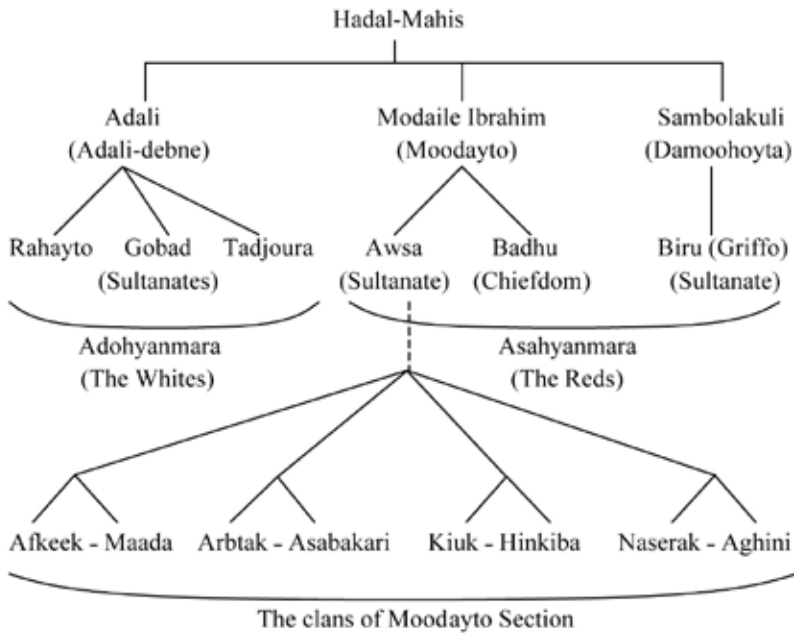 Hadal-Mahis
Adali Modaile Ibrahim Sambolakuli
(Adali-debne) (Moodayto) (Damoohoyta)
Rahayto Gobad Tadjoura Awsa Badhu Biru (Griffo)
(Sultanates) (Sultanate) (Chiefdom) (Sultanate)
Adohyanmara Asahyanmara
(The Whites) (The Reds)
Afkeek - Maada Arbtak - Asabakari Kiuk - Hinkiba Naserak - Aghini
The clans of Moodayto Section